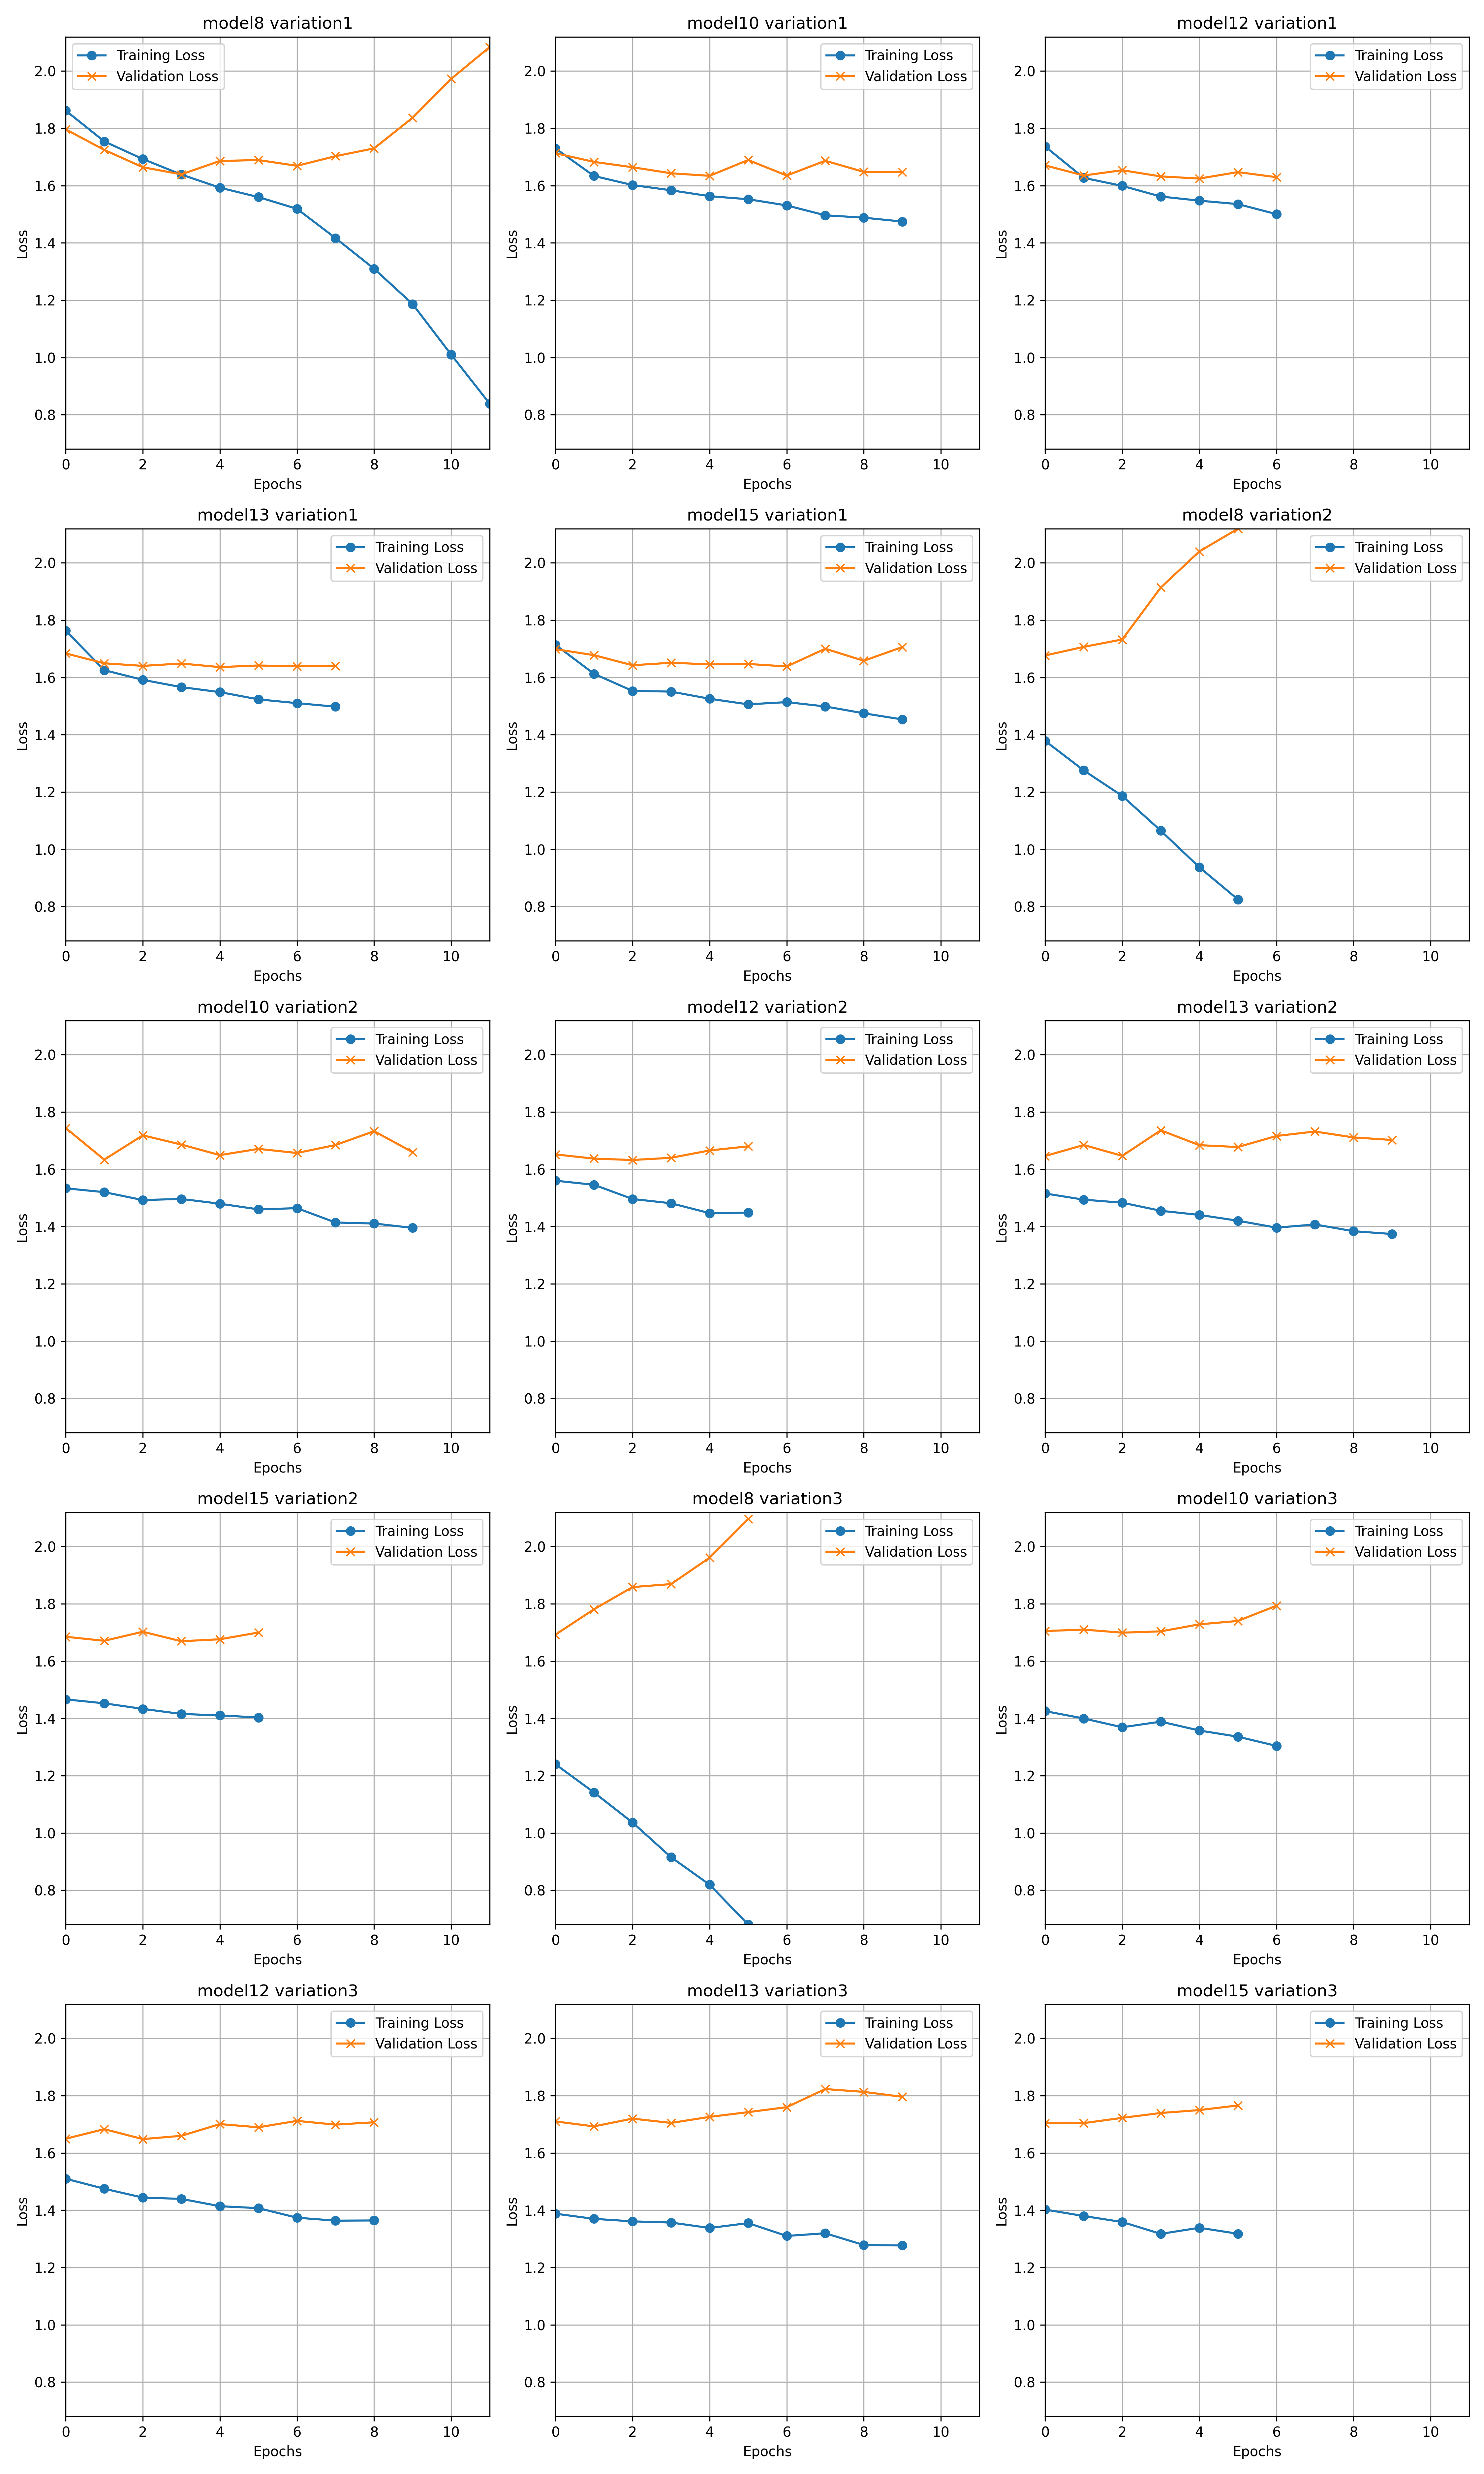 model8 variation1
Training Loss
Validation Loss
2.0
1.8
1.6
1.4
1.2
1.0
0.8
Loss
0 2 4 6 8 10
Epochs
model10 variation1
Training Loss
Validation Loss
2.0
1.8
1.6
1.4
1.2
1.0
0.8
Loss
0 2 4 6 8 10
Epochs
model12 variation1
Training Loss
Validation Loss
2.0
1.8
1.6
1.4
1.2
1.0
0.8
Loss
0 2 4 6 8 10
Epochs
model13 variation1
Training Loss
Validation Loss
2.0
1.8
1.6
1.4
1.2
1.0
0.8
Loss
0 2 4 6 8 10
Epochs
model15 variation1
Training Loss
Validation Loss
2.0
1.8
1.6
1.4
1.2
1.0
0.8
Loss
0 2 4 6 8 10
Epochs
model8 variation2
Training Loss
Validation Loss
2.0
1.8
1.6
1.4
1.2
1.0
0.8
Loss
0 2 4 6 8 10
Epochs
model10 variation2
Training Loss
Validation Loss
2.0
1.8
1.6
1.4
1.2
1.0
0.8
Loss
0 2 4 6 8 10
Epochs
model12 variation2
Training Loss
Validation Loss
2.0
1.8
1.6
1.4
1.2
1.0
0.8
Loss
0 2 4 6 8 10
Epochs
model13 variation2
Training Loss
Validation Loss
2.0
1.8
1.6
1.4
1.2
1.0
0.8
Loss
0 2 4 6 8 10
Epochs
model15 variation2
Training Loss
Validation Loss
2.0
1.8
1.6
1.4
1.2
1.0
0.8
Loss
0 2 4 6 8 10
Epochs
model8 variation3
Training Loss
Validation Loss
2.0
1.8
1.6
1.4
1.2
1.0
0.8
Loss
0 2 4 6 8 10
Epochs
model10 variation3
Training Loss
Validation Loss
2.0
1.8
1.6
1.4
1.2
1.0
0.8
Loss
0 2 4 6 8 10
Epochs
model12 variation3
Training Loss
Validation Loss
2.0
1.8
1.6
1.4
1.2
1.0
0.8
Loss
0 2 4 6 8 10
Epochs
model13 variation3
Training Loss
Validation Loss
2.0
1.8
1.6
1.4
1.2
1.0
0.8
Loss
0 2 4 6 8 10
Epochs
model15 variation3
Training Loss
Validation Loss
2.0
1.8
1.6
1.4
1.2
1.0
0.8
Loss
0 2 4 6 8 10
Epochs